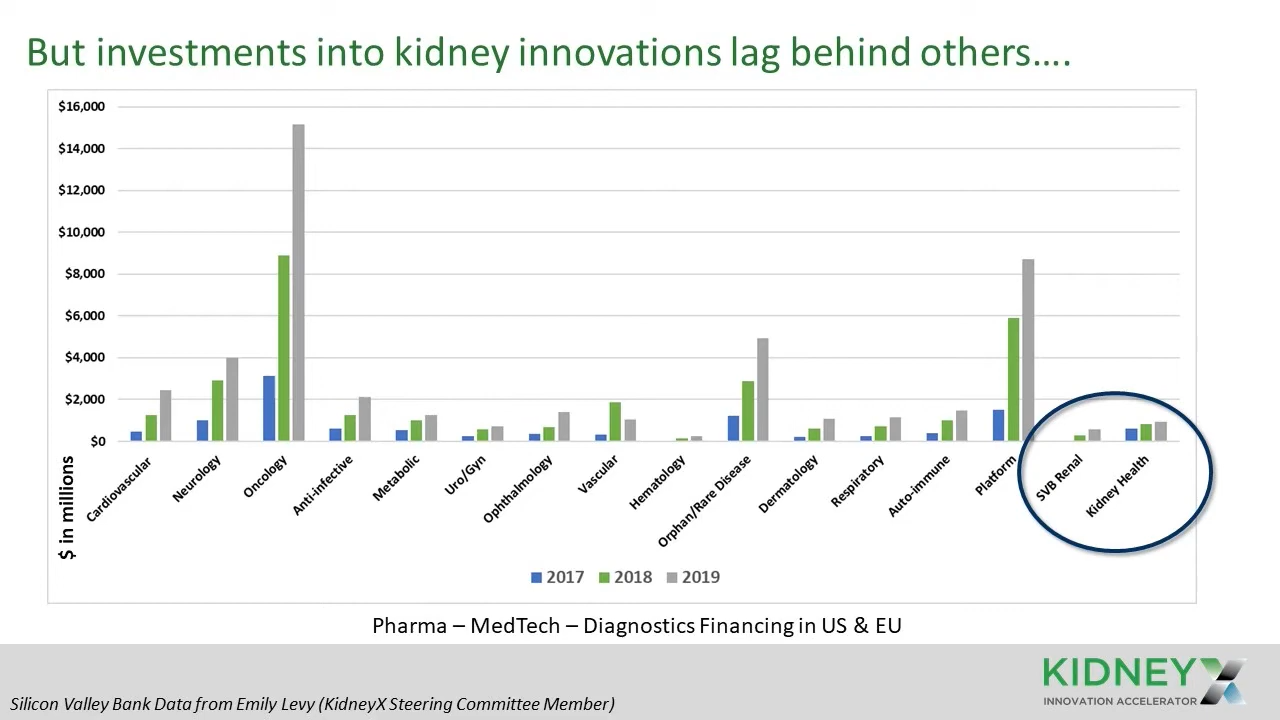 But investments into kidney innovations lag behind others….
$16,000
$14,000
$12,000
$10,000
$8,000
$6,000
$4,000
$2,000
$0
$ in millions
Cardiovascular
Neurology
Oncology
Anti-infective
Metabolic
Uro/Gyn
Ophthalmology
Vascular
Hematology
Orphan/Rare Disease
Dermatology
Respiratory
Auto-immune
Platform
SVB Renal
Kidney Health
2017 2018 2019
Pharma – MedTech – Diagnostics Financing in US & EU
KIDNEYX
INNOVATION ACCELERATOR
Silicon Valley Bank Data from Emily Levy (KidneyX Steering Committee Member)